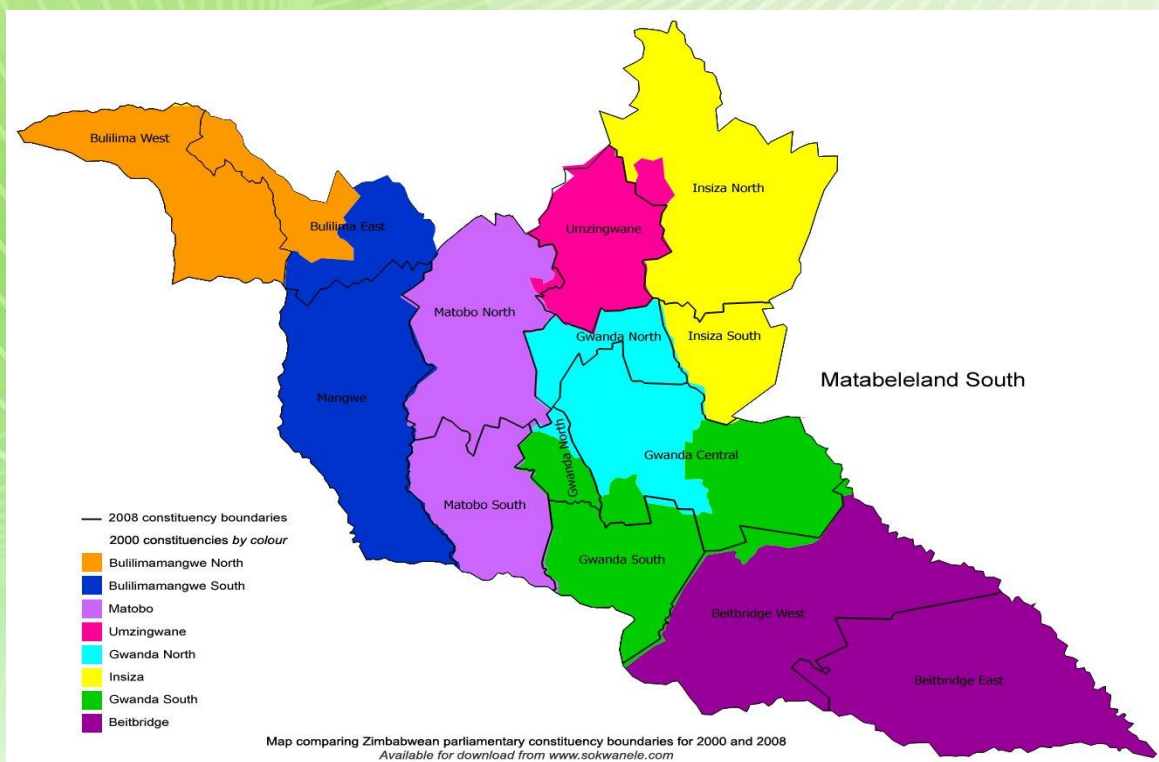 Bulilima West
Insiza North
Bulilima East
Umzingwane
Matobo North
Gwanda North
Insiza South
Matabeleland South
Mangwe
Gwanda North
Gwanda Central
Matobo South
2008 constituency boundaries
2000 constituencies by colour
Bulilimamangwe North
Bulilimamangwe South
Matobo
Umzingwane
Gwanda North
Insiza
Gwanda South
Beitbridge
Gwanda South
Beitbridge West
Beitbridge East
Map comparing Zimbabwean parliamentary constituency boundaries for 2000 and 2008
Available for download from www.sokwanele.com